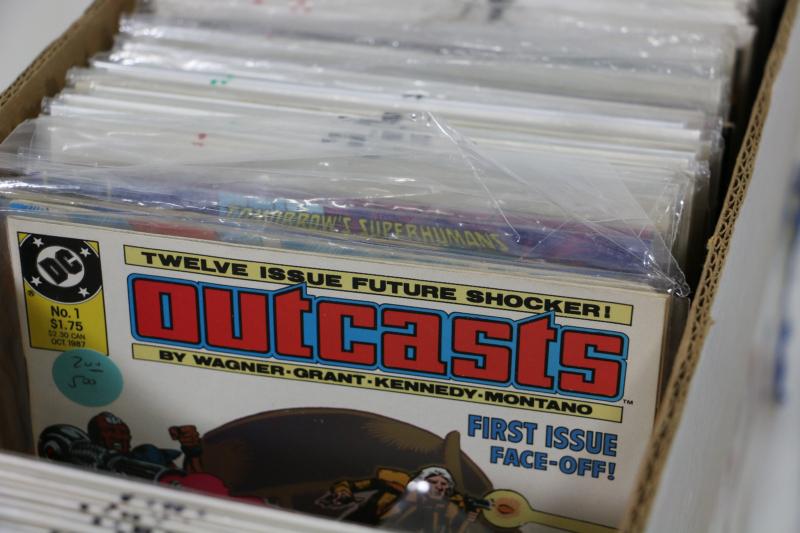 TOMORROW'S SUPERHUMANS
DC
No. 1
$1.75
$2.30 CAN
OCT. 1987
TWELVE ISSUE FUTURE SHOCKER!
outcasts
TM
BY WAGNER·GRANT·KENNEDY·MONTANO
FIRST ISSUE
FACE-OFF!